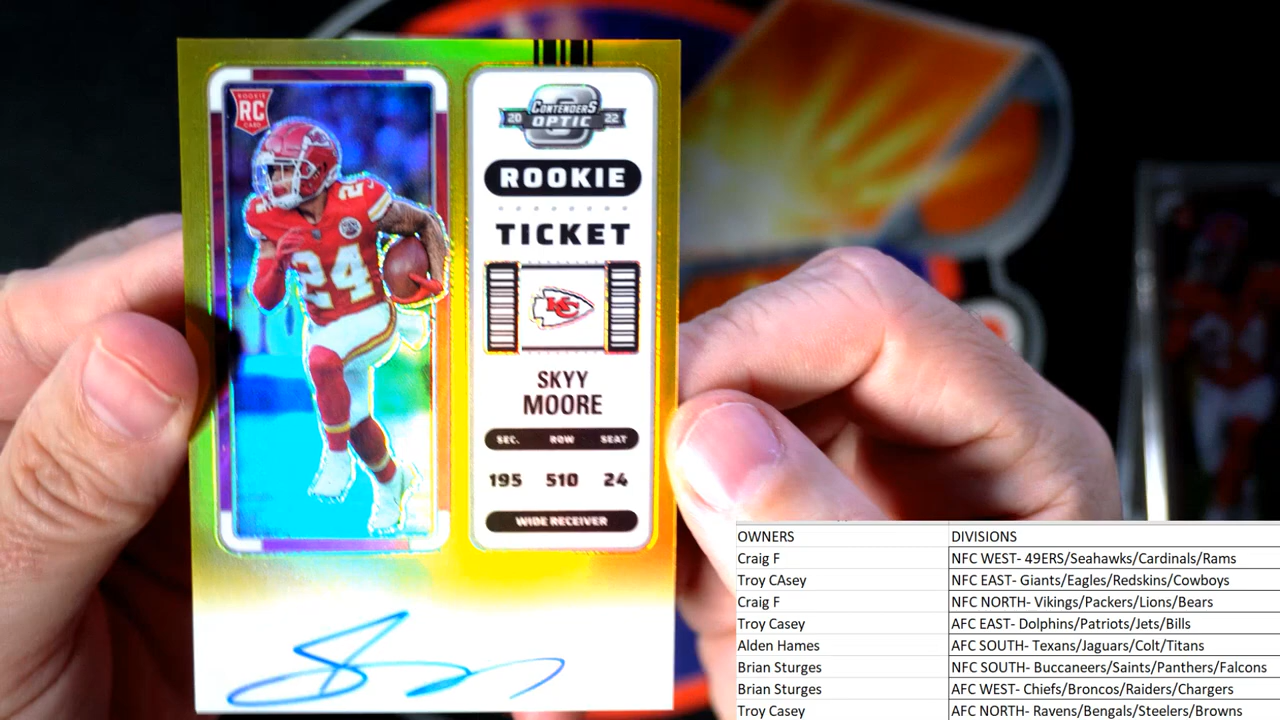 ROOKIE
RC
CARD
24
CONTENDERS
20 OPTIC 22
ROOKIE
TICKET
KC
SKYY
MOORE
SEC. ROW SEAT
195 510 24
WIDE RECEIVER
OWNERS DIVISIONS
Craig F NFC WEST- 49ERS/Seahawks/Cardinals/Rams
Troy CAsey NFC EAST- Giants/Eagles/Redskins/Cowboys
Craig F NFC NORTH- Vikings/Packers/Lions/Bears
Troy Casey AFC EAST- Dolphins/Patriots/Jets/Bills
Alden Hames AFC SOUTH- Texans/Jaguars/Colt/Titans
Brian Sturges NFC SOUTH- Buccaneers/Saints/Panthers/Falcons
Brian Sturges AFC WEST- Chiefs/Broncos/Raiders/Chargers
Troy Casey AFC NORTH- Ravens/Bengals/Steelers/Browns